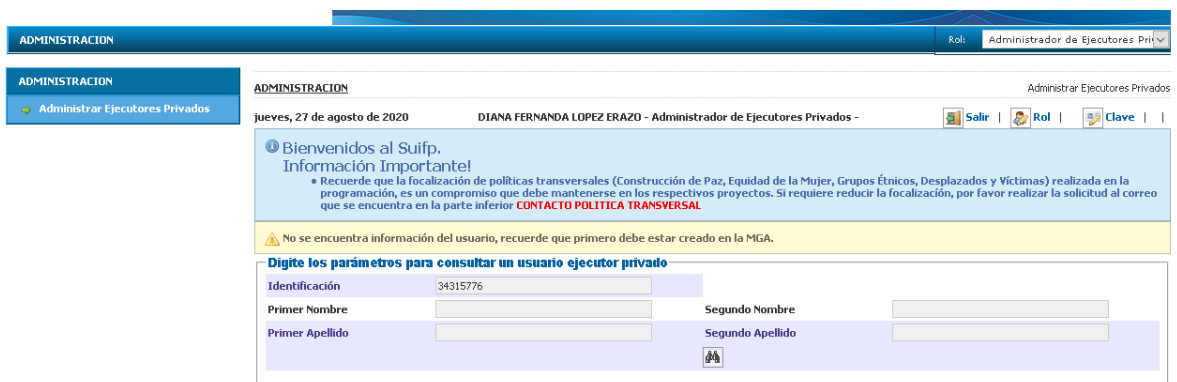 ADMINISTRACION
Rol: Administrador de Ejecutores Pri
ADMINISTRACION
Administrar Ejecutores Privados
ADMINISTRACION
Administrar Ejecutores Privados
jueves, 27 de agosto de 2020 DIANA FERNANDA LOPEZ ERAZO - Administrador de Ejecutores Privados - Salir | Rol | Clave | |
Bienvenidos al Suifp.
Información Importante!
• Recuerde que la focalización de políticas transversales (Construcción de Paz, Equidad de la Mujer, Grupos Étnicos, Desplazados y Víctimas) realizada en la
programación, es un compromiso que debe mantenerse en los respectivos proyectos. Si requiere reducir la focalización, por favor realizar la solicitud al correo
que se encuentra en la parte inferior CONTACTO POLITICA TRANSVERSAL
No se encuentra información del usuario, recuerde que primero debe estar creado en la MGA.
Digite los parámetros para consultar un usuario ejecutor privado
Identificación 34315776
Primer Nombre Segundo Nombre
Primer Apellido Segundo Apellido